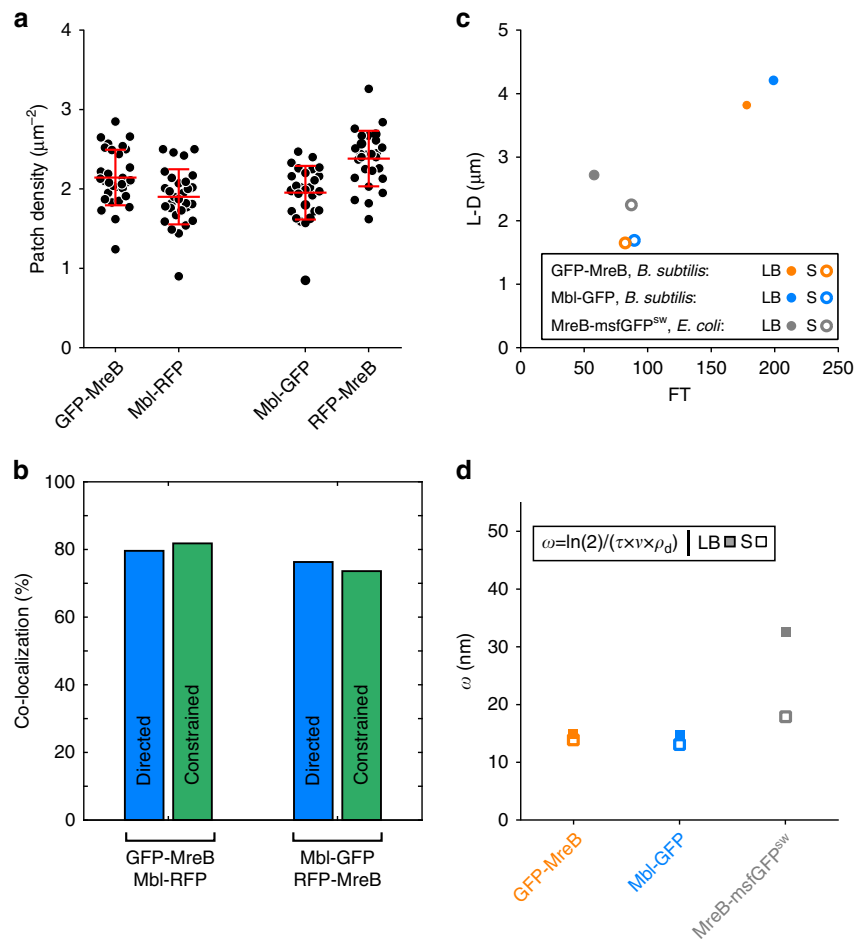 a
4
3
2
1
0
Patch density (μm⁻²)
GFP-MreB
Mbl-RFP
Mbl-GFP
RFP-MreB
b
100
80
60
40
20
0
Co-localization (%)
Directed
Constrained
Directed
Constrained
GFP-MreB
Mbl-RFP
Mbl-GFP
RFP-MreB
c
5
4
3
2
1
0
L-D (μm)
GFP-MreB, B. subtilis: LB S
Mbl-GFP, B. subtilis: LB S
MreB-msfGFPˢʷ, E. coli: LB S
0 50 100 150 200 250
FT
d
50
40
30
20
10
0
ω (nm)
ω=ln(2)/(τ×v×ρd) | LB S
GFP-MreB
Mbl-GFP
MreB-msfGFPˢʷ